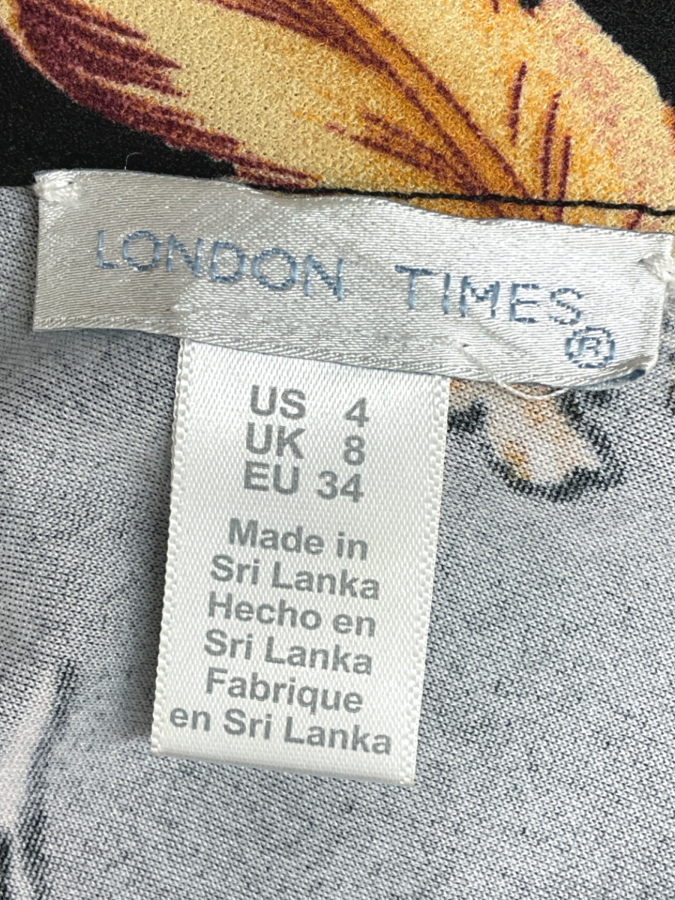 LONDON TIMES®
US 4
UK 8
EU 34
Made in
Sri Lanka
Hecho en
Sri Lanka
Fabrique
en Sri Lanka